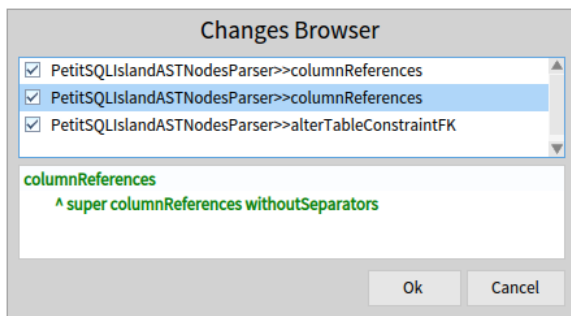 Changes Browser
PetitSQLIslandASTNodesParser>>columnReferences
PetitSQLIslandASTNodesParser>>columnReferences
PetitSQLIslandASTNodesParser>>alterTableConstraintFK
columnReferences
^ super columnReferences withoutSeparators
Ok
Cancel